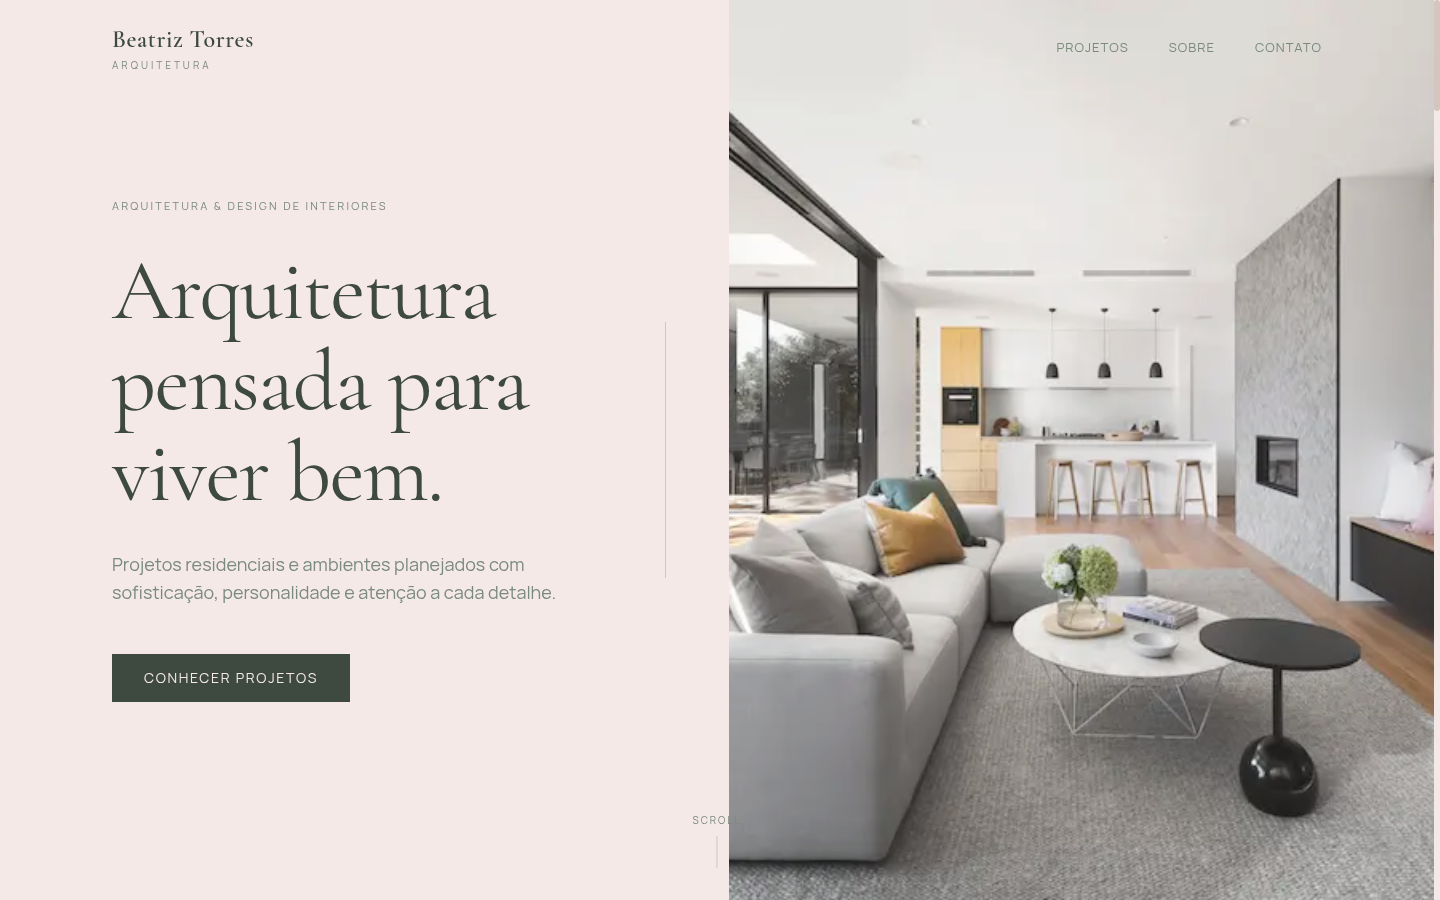 Beatriz Torres
ARQUITETURA
PROJETOS SOBRE CONTATO
ARQUITETURA & DESIGN DE INTERIORES
Arquitetura
pensada para
viver bem.
Projetos residenciais e ambientes planejados com
sofisticação, personalidade e atenção a cada detalhe.
CONHECER PROJETOS
SCROLL